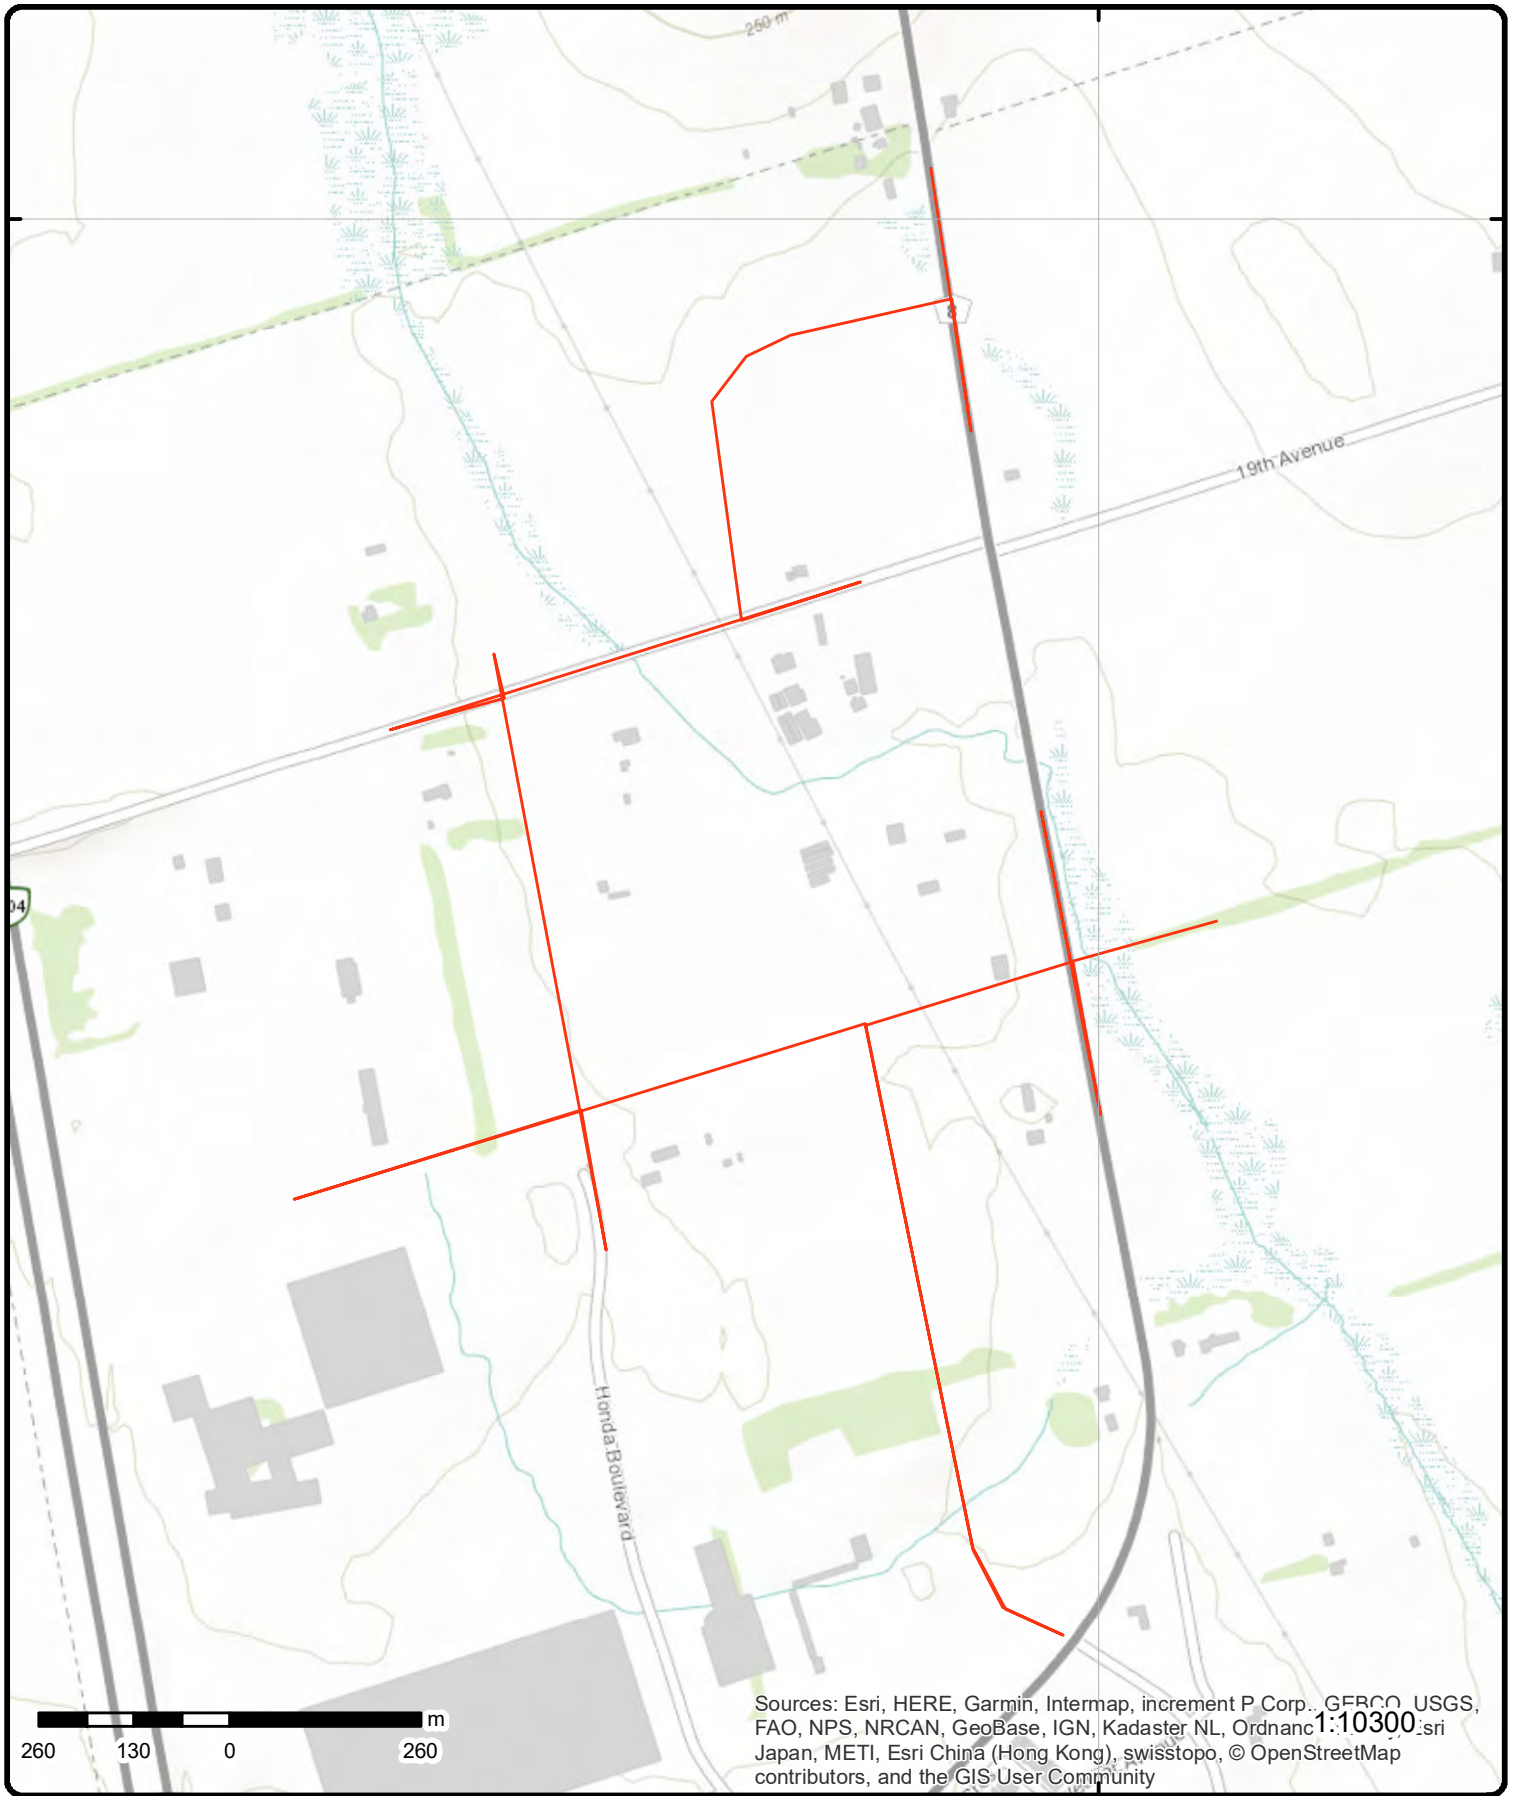 250 m
8
19th Avenue
04
Honda Boulevard
m
260 130 0 260
Sources: Esri, HERE, Garmin, Intermap, increment P Corp., GEBCO, USGS,
FAO, NPS, NRCAN, GeoBase, IGN, Kadaster NL, Ordnanc
1:10300
Japan, METI, Esri China (Hong Kong), swisstopo, © OpenStreetMap
contributors, and the GIS User Community